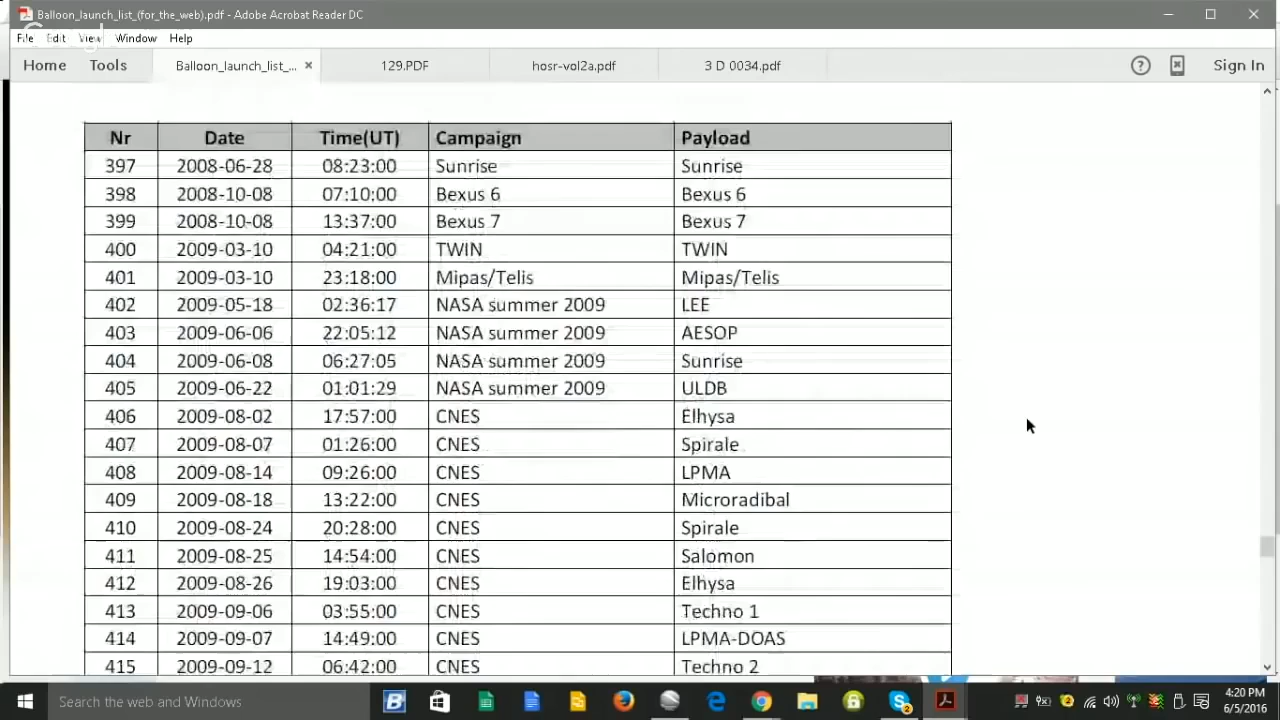 Balloon_launch_list_(for_the_web).pdf - Adobe Acrobat Reader DC
Google
File Edit View Window Help
Home Tools Balloon_launch_list_... × 129.PDF hosr-vol2a.pdf 3 D 0034.pdf ? Sign In
Nr Date Time(UT) Campaign Payload
397 2008-06-28 08:23:00 Sunrise Sunrise
398 2008-10-08 07:10:00 Bexus 6 Bexus 6
399 2008-10-08 13:37:00 Bexus 7 Bexus 7
400 2009-03-10 04:21:00 TWIN TWIN
401 2009-03-10 23:18:00 Mipas/Telis Mipas/Telis
402 2009-05-18 02:36:17 NASA summer 2009 LEE
403 2009-06-06 22:05:12 NASA summer 2009 AESOP
404 2009-06-08 06:27:05 NASA summer 2009 Sunrise
405 2009-06-22 01:01:29 NASA summer 2009 ULDB
406 2009-08-02 17:57:00 CNES Elhysa
407 2009-08-07 01:26:00 CNES Spirale
408 2009-08-14 09:26:00 CNES LPMA
409 2009-08-18 13:22:00 CNES Microradibal
410 2009-08-24 20:28:00 CNES Spirale
411 2009-08-25 14:54:00 CNES Salomon
412 2009-08-26 19:03:00 CNES Elhysa
413 2009-09-06 03:55:00 CNES Techno 1
414 2009-09-07 14:49:00 CNES LPMA-DOAS
415 2009-09-12 06:42:00 CNES Techno 2
Search the web and Windows
4:20 PM
6/5/2016